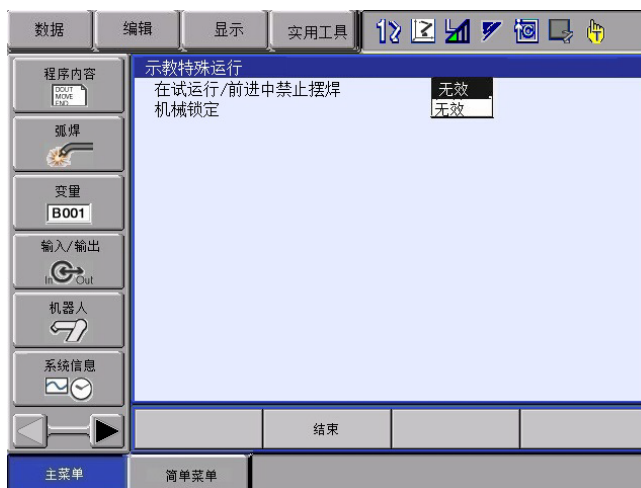 数据 编辑 显示 实用工具
程序内容
DOUT
MOVE
END
弧焊
变量
B001
输入/输出
In Out
机器人
系统信息
示教特殊运行
在试运行/前进中禁止摆焊 无效
机械锁定 无效
结束
主菜单 简单菜单